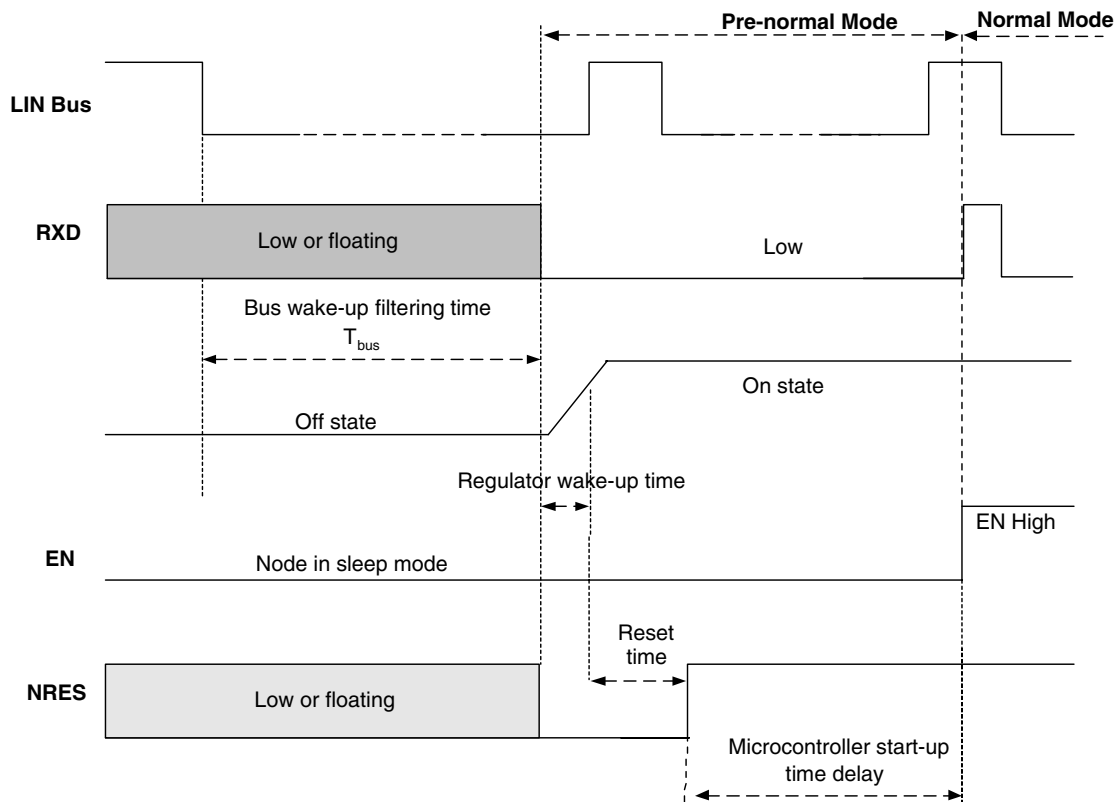 Pre-normal Mode
Normal Mode
LIN Bus
RXD
Low or floating
Low
Bus wake-up filtering time
Tbus
On state
Off state
Regulator wake-up time
EN High
EN
Node in sleep mode
Reset
time
NRES
Low or floating
Microcontroller start-up
time delay